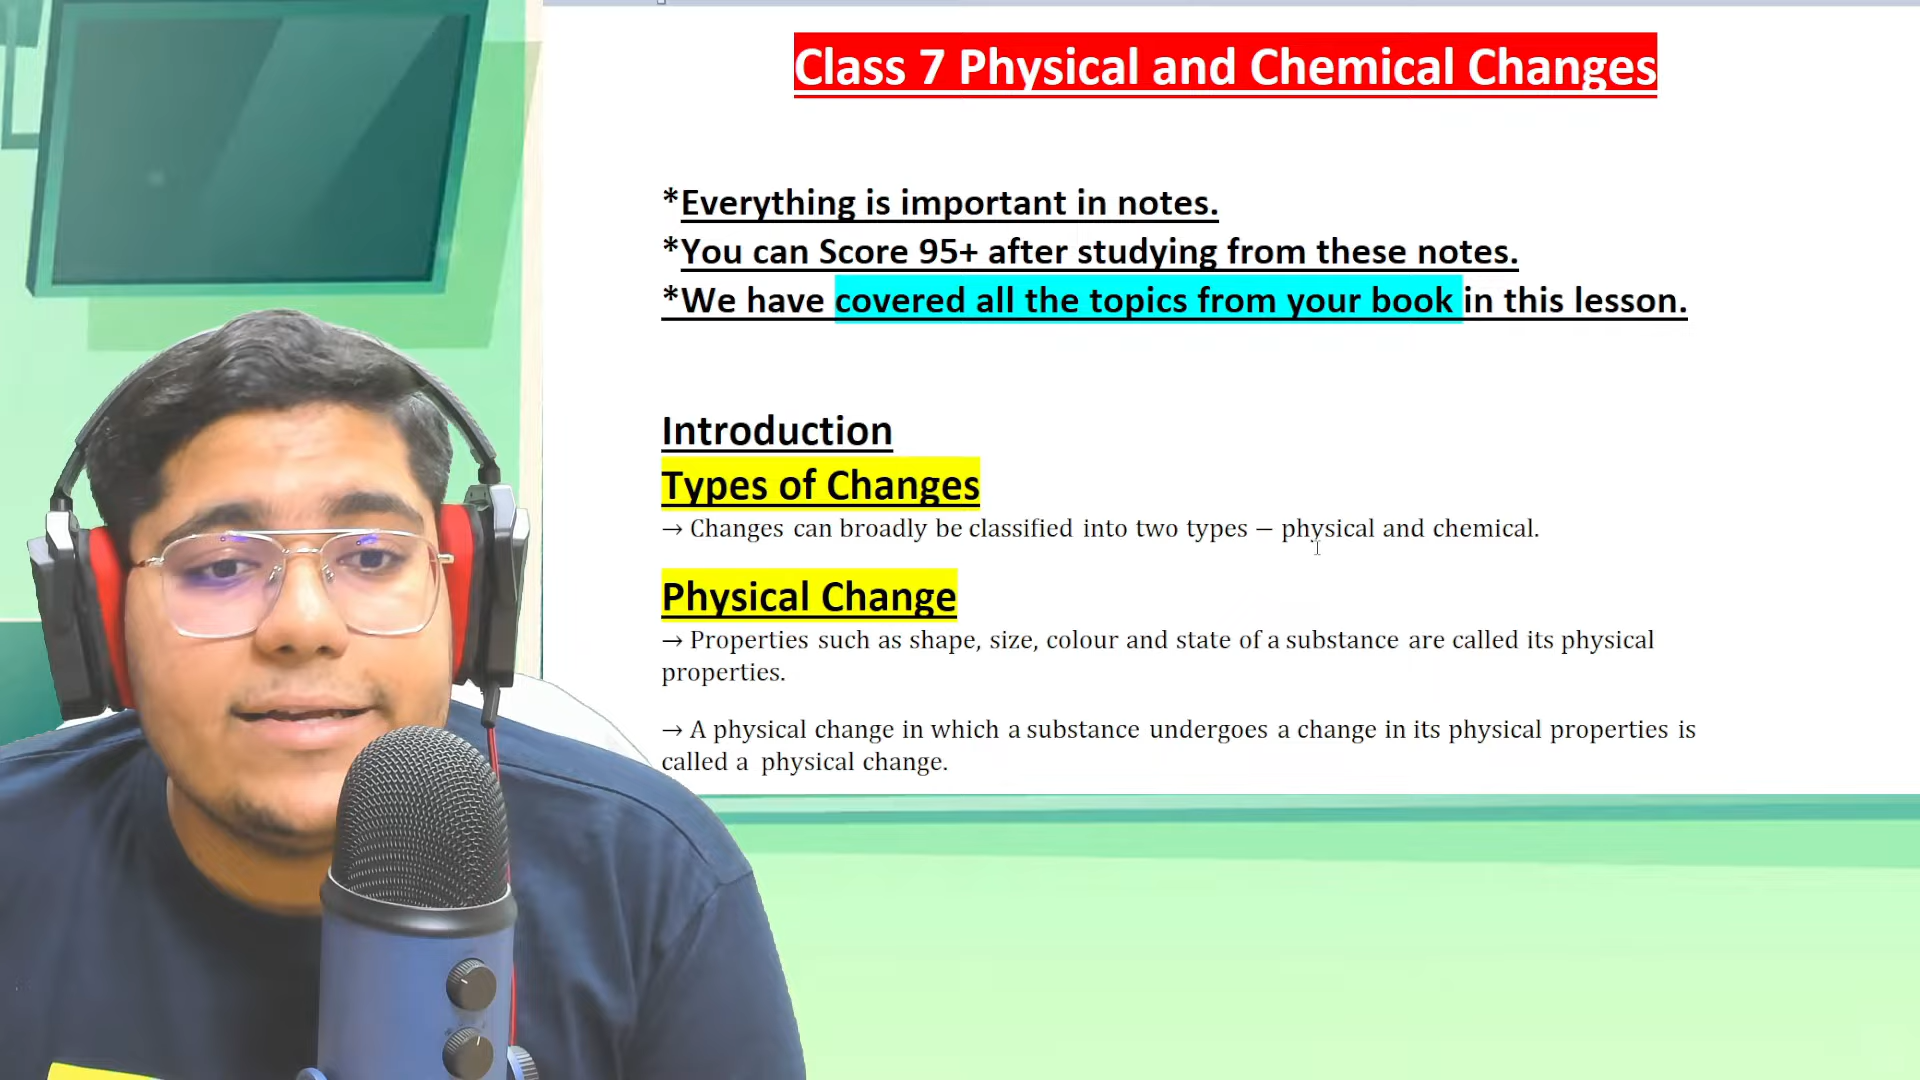 Class 7 Physical and Chemical Changes
*Everything is important in notes.
*You can Score 95+ after studying from these notes.
*We have covered all the topics from your book in this lesson.
Introduction
Types of Changes
→ Changes can broadly be classified into two types – physical and chemical.
Physical Change
→ Properties such as shape, size, colour and state of a substance are called its physical
properties.
→ A physical change in which a substance undergoes a change in its physical properties is
called a physical change.